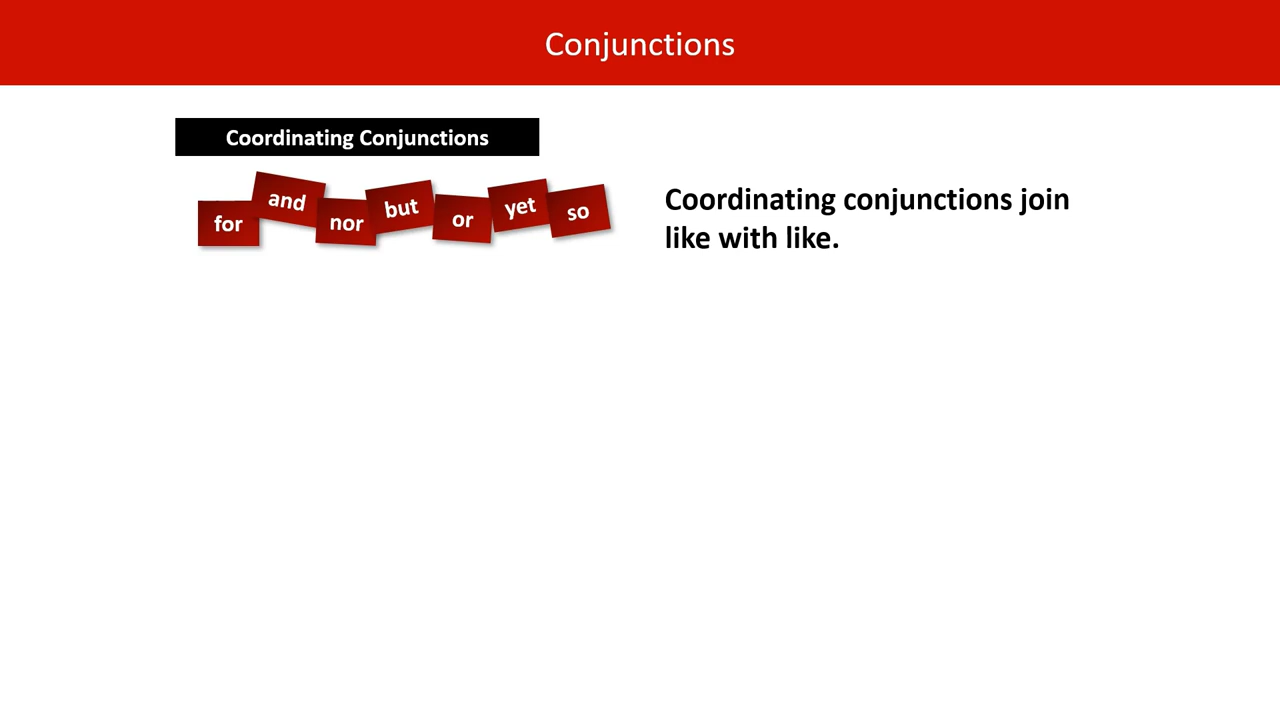 Conjunctions
Coordinating Conjunctions
for and nor but or yet so
Coordinating conjunctions join
like with like.